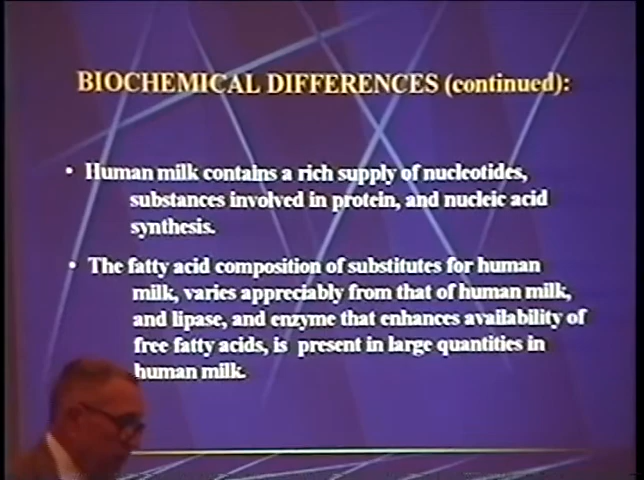 BIOCHEMICAL DIFFERENCES (continued):
• Human milk contains a rich supply of nucleotides,
substances involved in protein, and nucleic acid
synthesis.
• The fatty acid composition of substitutes for human
milk, varies appreciably from that of human milk,
and lipase, and enzyme that enhances availability of
free fatty acids, is present in large quantities in
human milk.